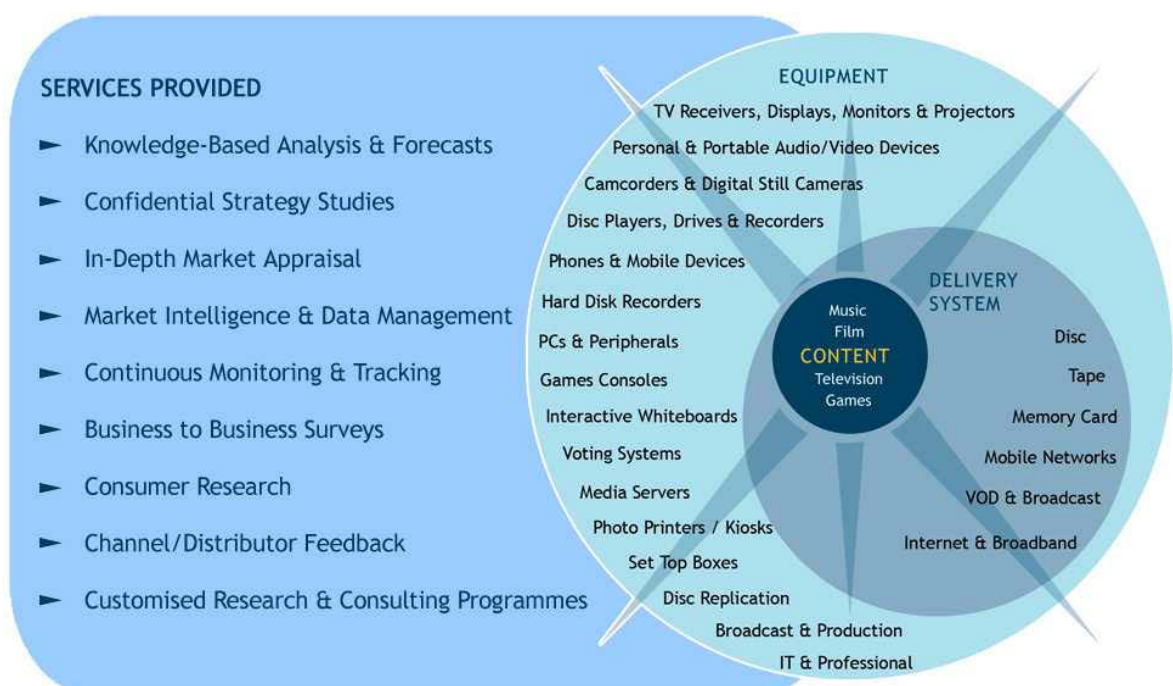 SERVICES PROVIDED
► Knowledge-Based Analysis & Forecasts
► Confidential Strategy Studies
► In-Depth Market Appraisal
► Market Intelligence & Data Management
► Continuous Monitoring & Tracking
► Business to Business Surveys
► Consumer Research
► Channel/Distributor Feedback
► Customised Research & Consulting Programmes
EQUIPMENT
TV Receivers, Displays, Monitors & Projectors
Personal & Portable Audio/Video Devices
Camcorders & Digital Still Cameras
Disc Players, Drives & Recorders
Phones & Mobile Devices
Hard Disk Recorders
PCs & Peripherals
Games Consoles
Interactive Whiteboards
Voting Systems
Media Servers
Photo Printers / Kiosks
Set Top Boxes
Disc Replication
Broadcast & Production
IT & Professional
Music
Film
CONTENT
Television
Games
DELIVERY
SYSTEM
Disc
Tape
Memory Card
Mobile Networks
VOD & Broadcast
Internet & Broadband